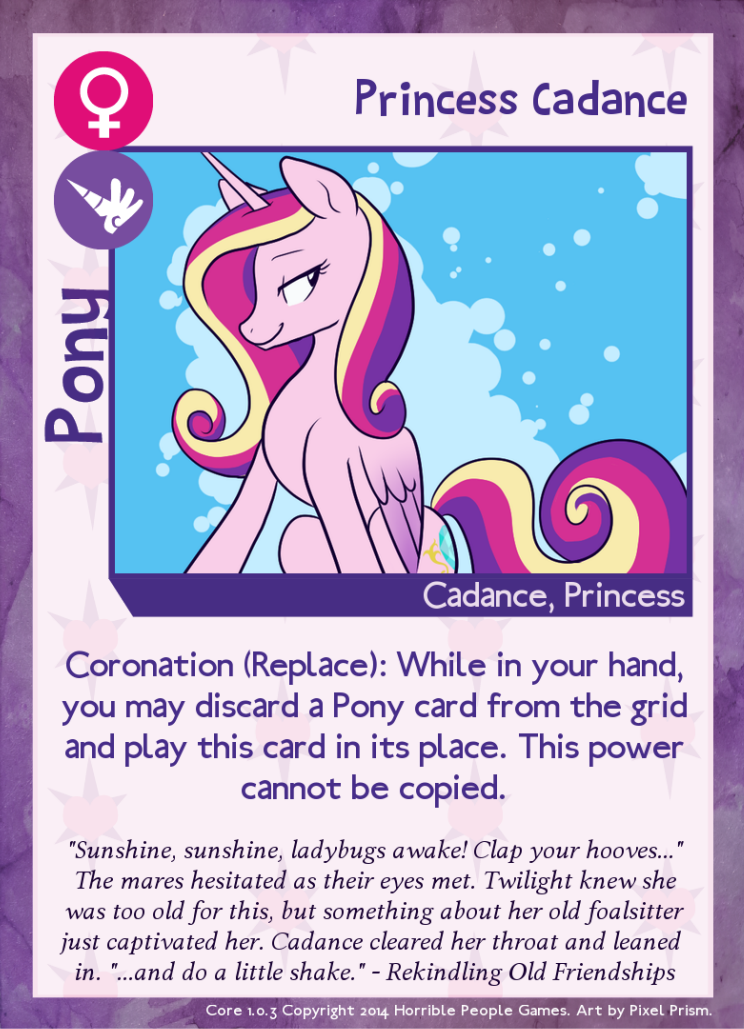 Princess Cadance
Pony
Cadance, Princess
Coronation (Replace): While in your hand,
you may discard a Pony card from the grid
and play this card in its place. This power
cannot be copied.
"Sunshine, sunshine, ladybugs awake! Clap your hooves..."
The mares hesitated as their eyes met. Twilight knew she
was too old for this, but something about her old foalsitter
just captivated her. Cadance cleared her throat and leaned
in. "...and do a little shake." - Rekindling Old Friendships
Core 1.0.3 Copyright 2014 Horrible People Games. Art by Pixel Prism.